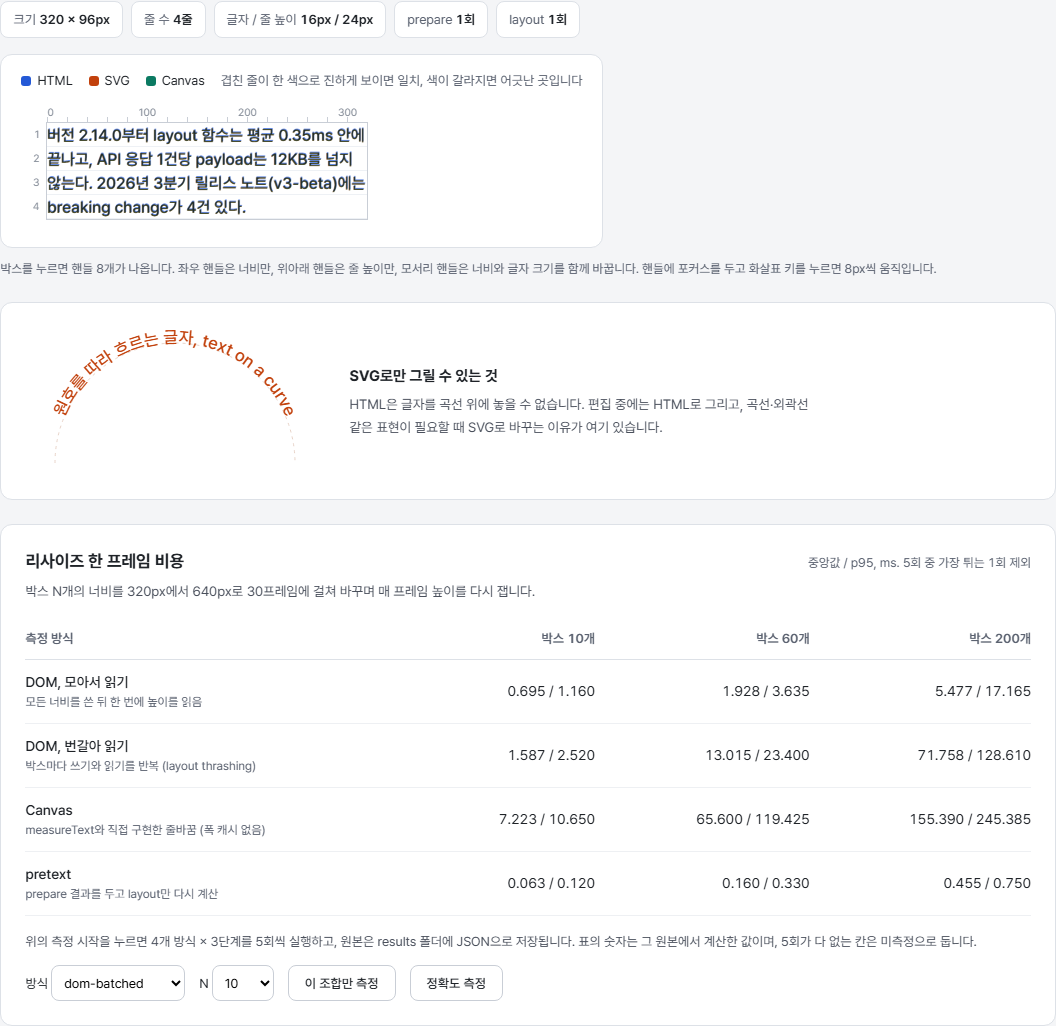 크기 320 × 96px 줄 수 4줄 글자 / 줄 높이 16px / 24px prepare 1회 layout 1회
HTML SVG Canvas 겹친 줄이 한 색으로 진하게 보이면 일치, 색이 갈라지면 어긋난 곳입니다
0 100 200 300
1 버전 2.14.0부터 layout 함수는 평균 0.35ms 안에
2 끝나고, API 응답 1건당 payload는 12KB를 넘지
3 않는다. 2026년 3분기 릴리스 노트(v3-beta)에는
4 breaking change가 4건 있다.
박스를 누르면 핸들 8개가 나옵니다. 좌우 핸들은 너비만, 위아래 핸들은 줄 높이만, 모서리 핸들은 너비와 글자 크기를 함께 바꿉니다. 핸들에 포커스를 두고 화살표 키를 누르면 8px씩 움직입니다.
원호를 따라 흐르는 글자, text on a curve
SVG로만 그릴 수 있는 것
HTML은 글자를 곡선 위에 놓을 수 없습니다. 편집 중에는 HTML로 그리고, 곡선·외곽선
같은 표현이 필요할 때 SVG로 바꾸는 이유가 여기 있습니다.
리사이즈 한 프레임 비용
중앙값 / p95, ms. 5회 중 가장 튀는 1회 제외
박스 N개의 너비를 320px에서 640px로 30프레임에 걸쳐 바꾸며 매 프레임 높이를 다시 잽니다.
측정 방식 박스 10개 박스 60개 박스 200개
DOM, 모아서 읽기
모든 너비를 쓴 뒤 한 번에 높이를 읽음
0.695 / 1.160 1.928 / 3.635 5.477 / 17.165
DOM, 번갈아 읽기
박스마다 쓰기와 읽기를 반복 (layout thrashing)
1.587 / 2.520 13.015 / 23.400 71.758 / 128.610
Canvas
measureText와 직접 구현한 줄바꿈 (폭 캐시 없음)
7.223 / 10.650 65.600 / 119.425 155.390 / 245.385
pretext
prepare 결과를 두고 layout만 다시 계산
0.063 / 0.120 0.160 / 0.330 0.455 / 0.750
위의 측정 시작을 누르면 4개 방식 × 3단계를 5회씩 실행하고, 원본은 results 폴더에 JSON으로 저장됩니다. 표의 숫자는 그 원본에서 계산한 값이며, 5회가 다 없는 칸은 미측정으로 둡니다.
방식 dom-batched N 10 이 조합만 측정 정확도 측정